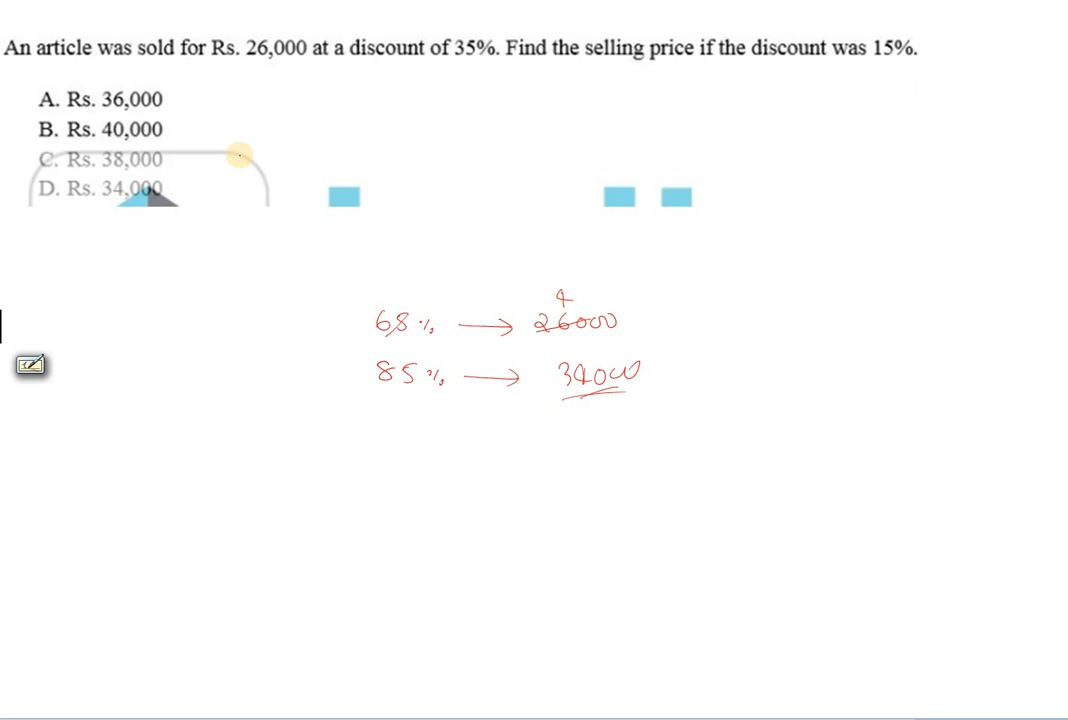 An article was sold for Rs. 26,000 at a discount of 35%. Find the selling price if the discount was 15%.
A. Rs. 36,000
B. Rs. 40,000
C. Rs. 38,000
D. Rs. 34,000
4
68% → 26000
85% → 34000